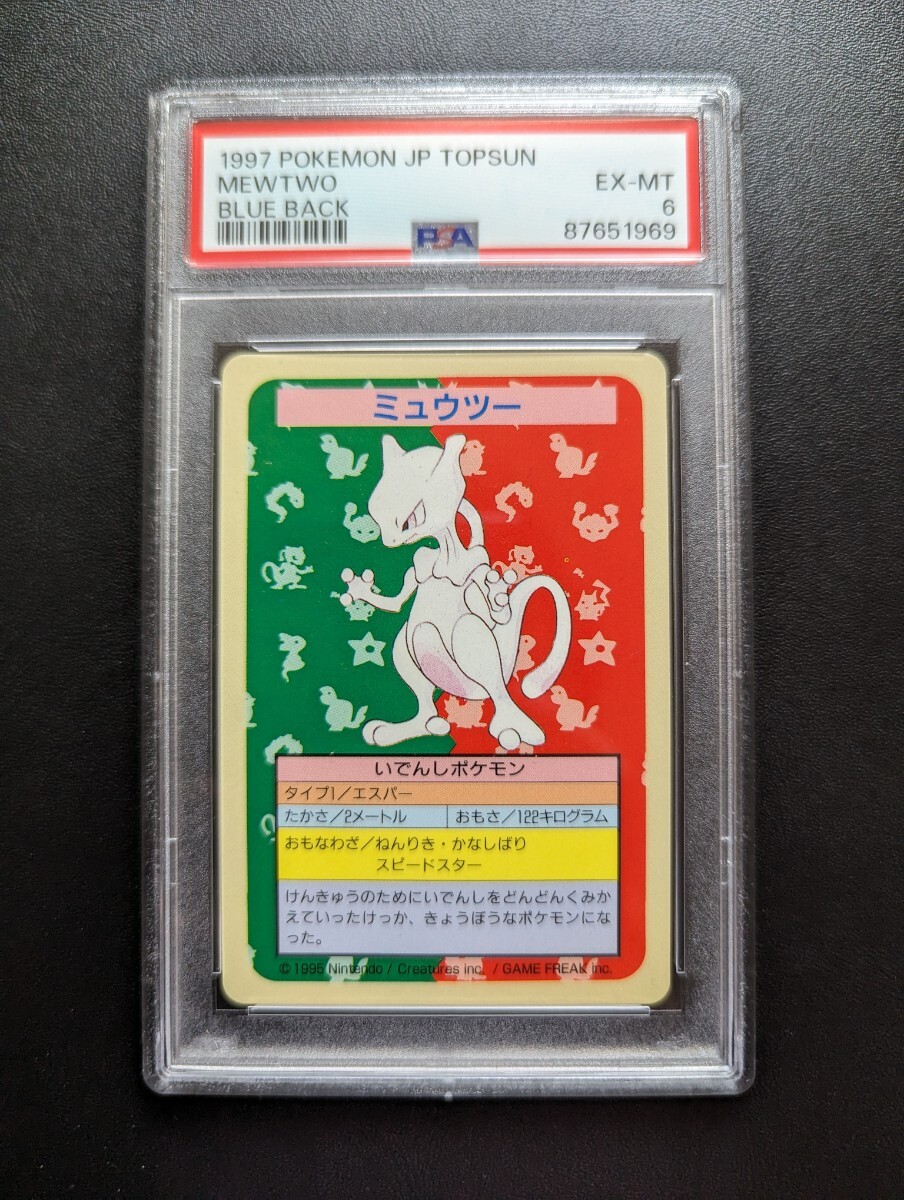 1997 POKEMON JP TOPSUN
MEWTWO EX-MT
BLUE BACK 6
PSA 87651969
ミュウツー
いでんしポケモン
タイプ1/エスパー
たかさ/2メートル おもさ/122キログラム
おもなわざ/ねんりき・かなしばり
スピードスター
けんきゅうのためにいでんしをどんどんくみか
えていったけっか、きょうぼうなポケモンにな
った。
© 1995 Nintendo / Creatures inc. / GAME FREAK inc.